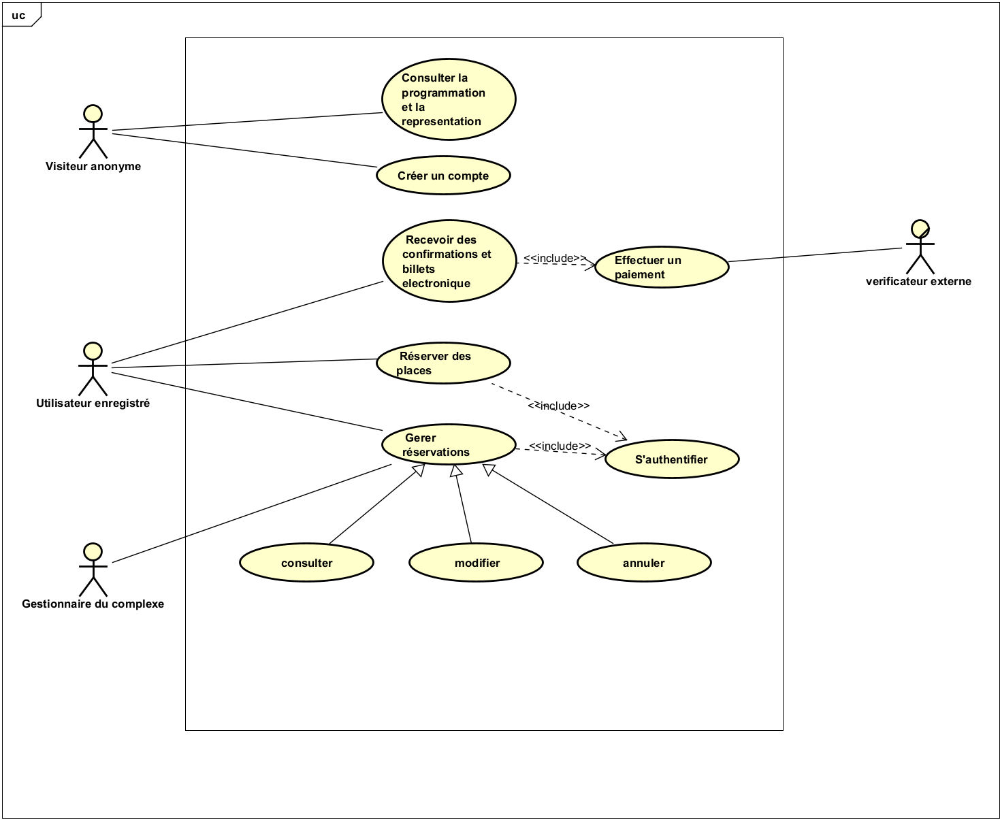 uc
Consulter la
programmation
et la
representation
Visiteur anonyme
Créer un compte
Recevoir des
confirmations et
billets
electronique
<<include>>
Effectuer un
paiement
verificateur externe
Réserver des
places
Utilisateur enregistré
<<include>>
Gerer
réservations
<<include>>
S'authentifier
consulter
modifier
annuler
Gestionnaire du complexe